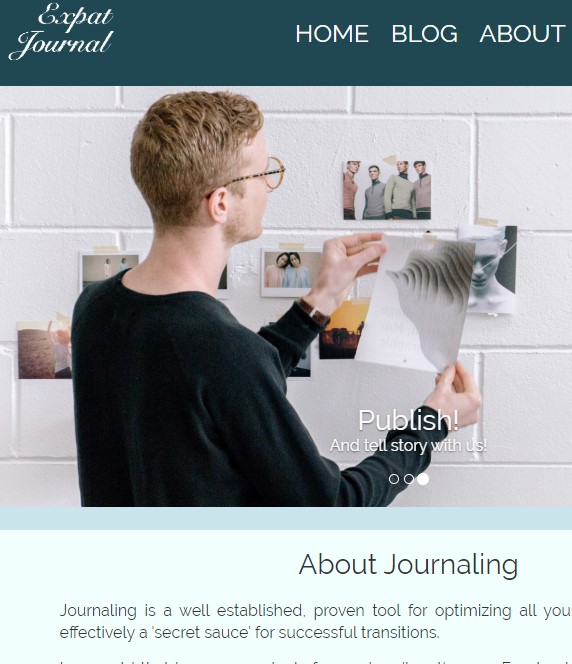 Expat
Journal
HOME BLOG ABOUT
Publish!
And tell story with us!
About Journaling
Journaling is a well established, proven tool for optimizing all you
effectively a 'secret sauce' for successful transitions.